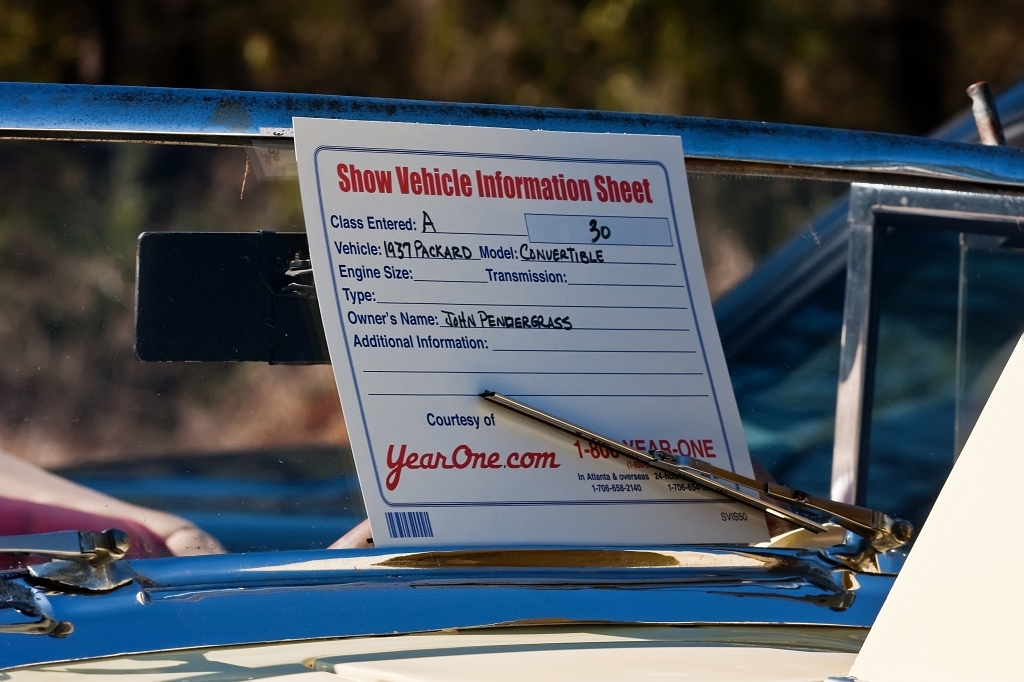 Show Vehicle Information Sheet
Class Entered: A 30
Vehicle: 1937 PACKARD Model: CONVERTIBLE
Engine Size: Transmission:
Type:
Owner's Name: JOHN PENDERGRASS
Additional Information:
Courtesy of
YearOne.com 1-800-YEAR-ONE
In Atlanta & overseas
1-706-658-2140
SVIS50